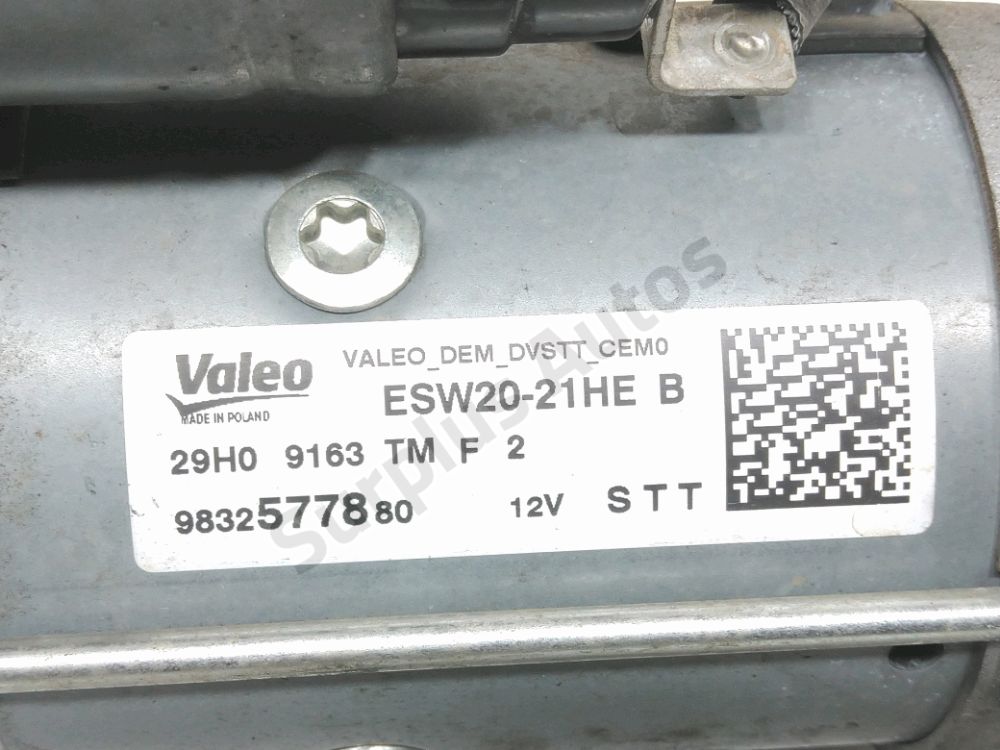 Valeo
MADE IN POLAND
VALEO_DEM_DVSTT_CEM0
ESW20-21HE B
29H0 9163 TM F 2
9832577880 12V STT
Surplus Autos